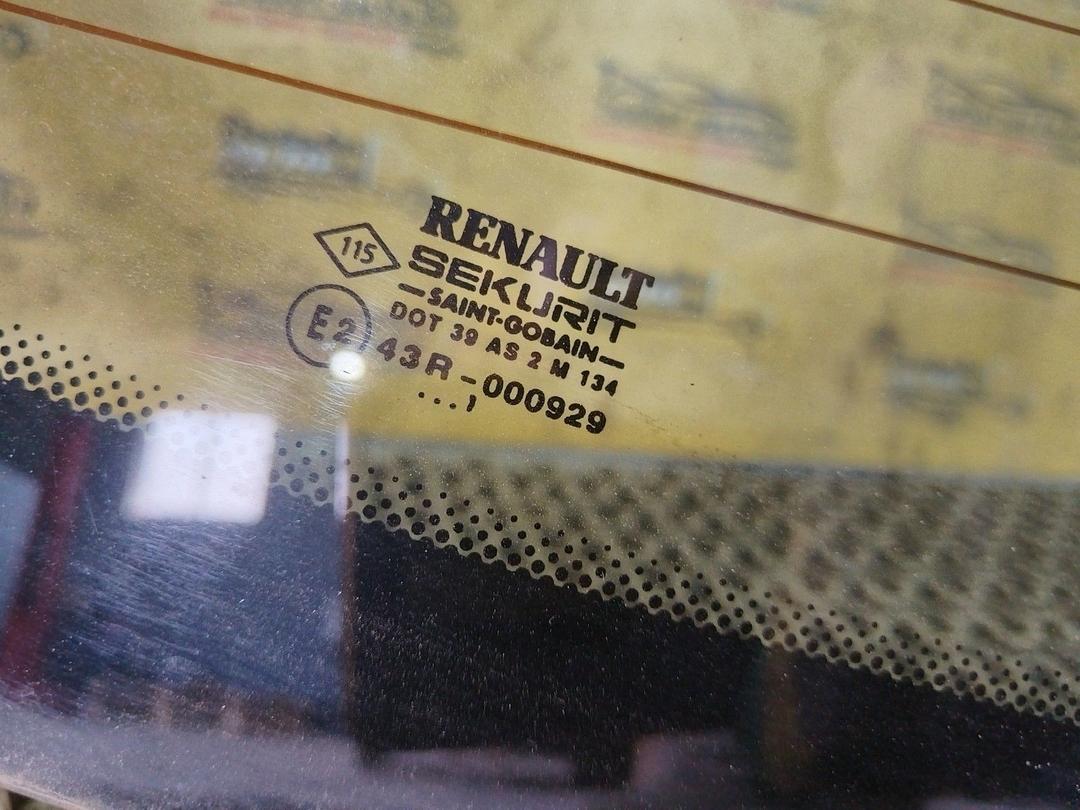 RENAULT
115
SEKURIT
—SAINT-GOBAIN—
DOT 39 AS 2 M 134
E2 43R-000929
...)